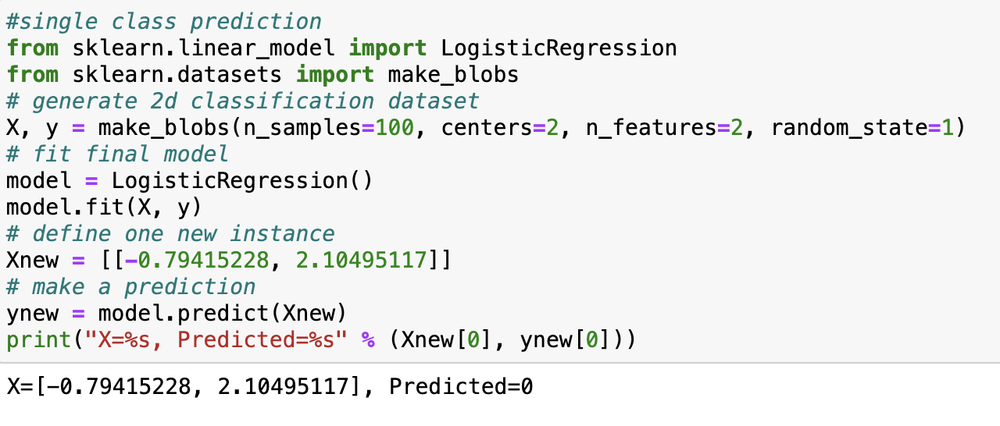 #single class prediction
from sklearn.linear_model import LogisticRegression
from sklearn.datasets import make_blobs
# generate 2d classification dataset
X, y = make_blobs(n_samples=100, centers=2, n_features=2, random_state=1)
# fit final model
model = LogisticRegression()
model.fit(X, y)
# define one new instance
Xnew = [[-0.79415228, 2.10495117]]
# make a prediction
ynew = model.predict(Xnew)
print("X=%s, Predicted=%s" % (Xnew[0], ynew[0]))
X=[-0.79415228, 2.10495117], Predicted=0